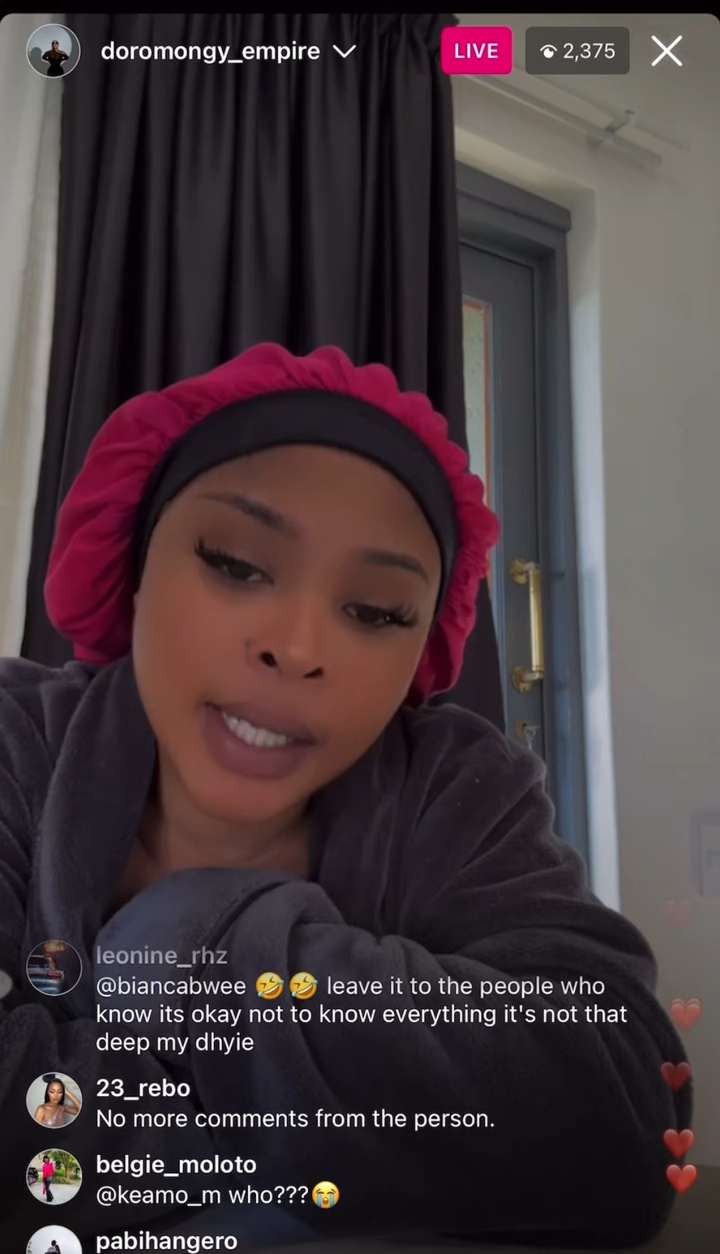 doromongy_empire
LIVE
2,375
leonine_rhz
@biancabwee 🤣🤣 leave it to the people who
know its okay not to know everything it's not that
deep my dhyie
23_rebo
No more comments from the person.
belgie_moloto
@keamo_m who???😭
pabihangero